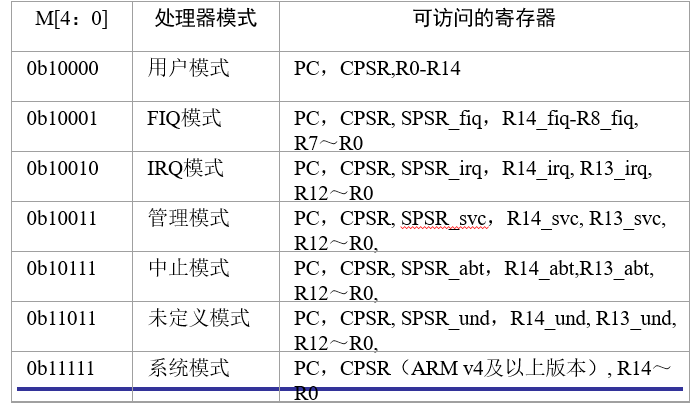 M[4：0] 处理器模式 可访问的寄存器
0b10000 用户模式 PC，CPSR,R0-R14
0b10001 FIQ模式 PC，CPSR, SPSR_fiq，R14_fiq-R8_fiq,
R7～R0
0b10010 IRQ模式 PC，CPSR, SPSR_irq，R14_irq, R13_irq,
R12～R0
0b10011 管理模式 PC，CPSR, SPSR_svc，R14_svc, R13_svc,
R12～R0,
0b10111 中止模式 PC，CPSR, SPSR_abt，R14_abt,R13_abt,
R12～R0,
0b11011 未定义模式 PC，CPSR, SPSR_und，R14_und, R13_und,
R12～R0,
0b11111 系统模式 PC，CPSR（ARM v4及以上版本）, R14～
R0